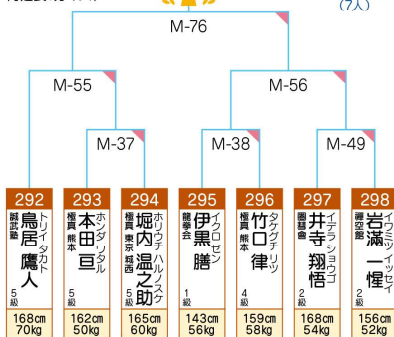 (7人)
M-76
M-55
M-56
M-37
M-38
M-49
292
トリイ タカト
鳥居 鷹人
誠武塾
5級
168cm
70kg
293
ホンダ ノタル
本田 亘
極真 熊本
5級
162cm
50kg
294
ホリウチ ハルノスケ
堀内 温之助
極真 東京 城西
5級
165cm
60kg
295
イクロ ゼン
伊黒 膳
龍拳会
1級
143cm
56kg
296
タケグチ リツ
竹口 律
極真 熊本
4級
159cm
58kg
297
イデラ ショウゴ
井寺 翔悟
圓彗會
2級
168cm
54kg
298
イワミツ イッセイ
岩滿 一惺
禅空館
2級
156cm
52kg